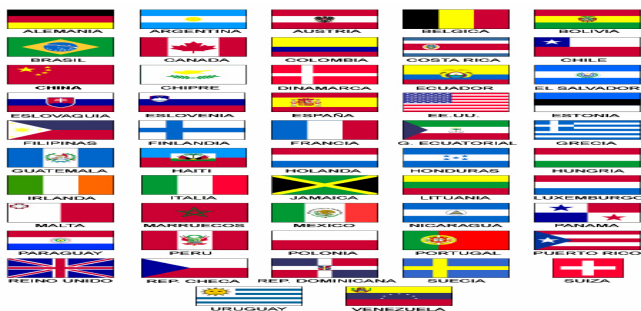 ALEMANIA ARGENTINA AUSTRIA BELGICA BOLIVIA
BRASIL CANADA COLOMBIA COSTA RICA CHILE
CHINA CHIPRE DINAMARCA ECUADOR EL SALVADOR
ESLOVAQUIA ESLOVENIA ESPAÑA EE.UU. ESTONIA
FILIPINAS FINLANDIA FRANCIA G. ECUATORIAL GRECIA
GUATEMALA HAITI HOLANDA HONDURAS HUNGRIA
IRLANDA ITALIA JAMAICA LITUANIA LUXEMBURGO
MALTA MARRUECOS MEXICO NICARAGUA PANAMA
PARAGUAY PERU POLONIA PORTUGAL PUERTO RICO
REINO UNIDO REP. CHECA REP. DOMINICANA SUECIA SUIZA
URUGUAY VENEZUELA